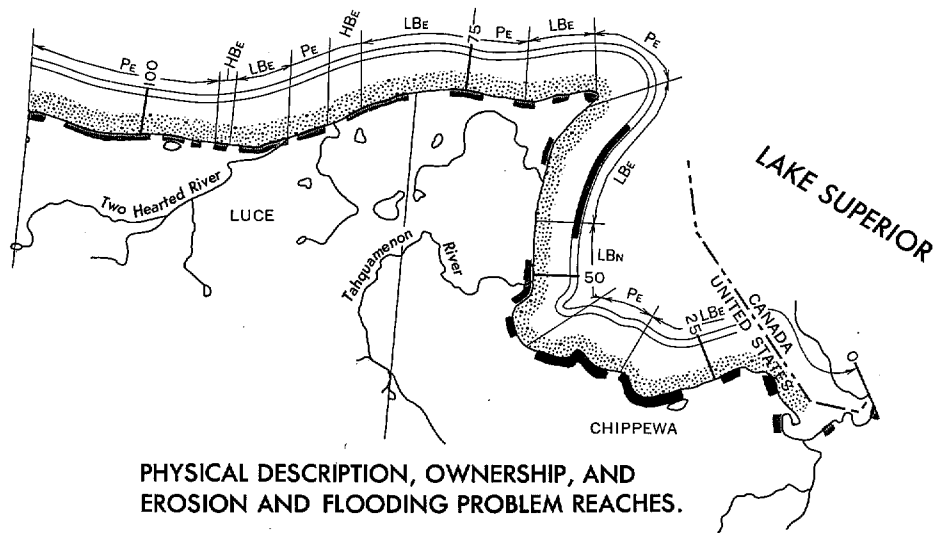 PE
100
HBE
LBE
PE
HBE
LBE
75
PE
LBE
PE
LBE
LAKE SUPERIOR
Two Hearted River
LUCE
Tahquamenon
River
LBN
50
PE
LBE
25
CANADA
UNITED STATES
0
CHIPPEWA
PHYSICAL DESCRIPTION, OWNERSHIP, AND
EROSION AND FLOODING PROBLEM REACHES.